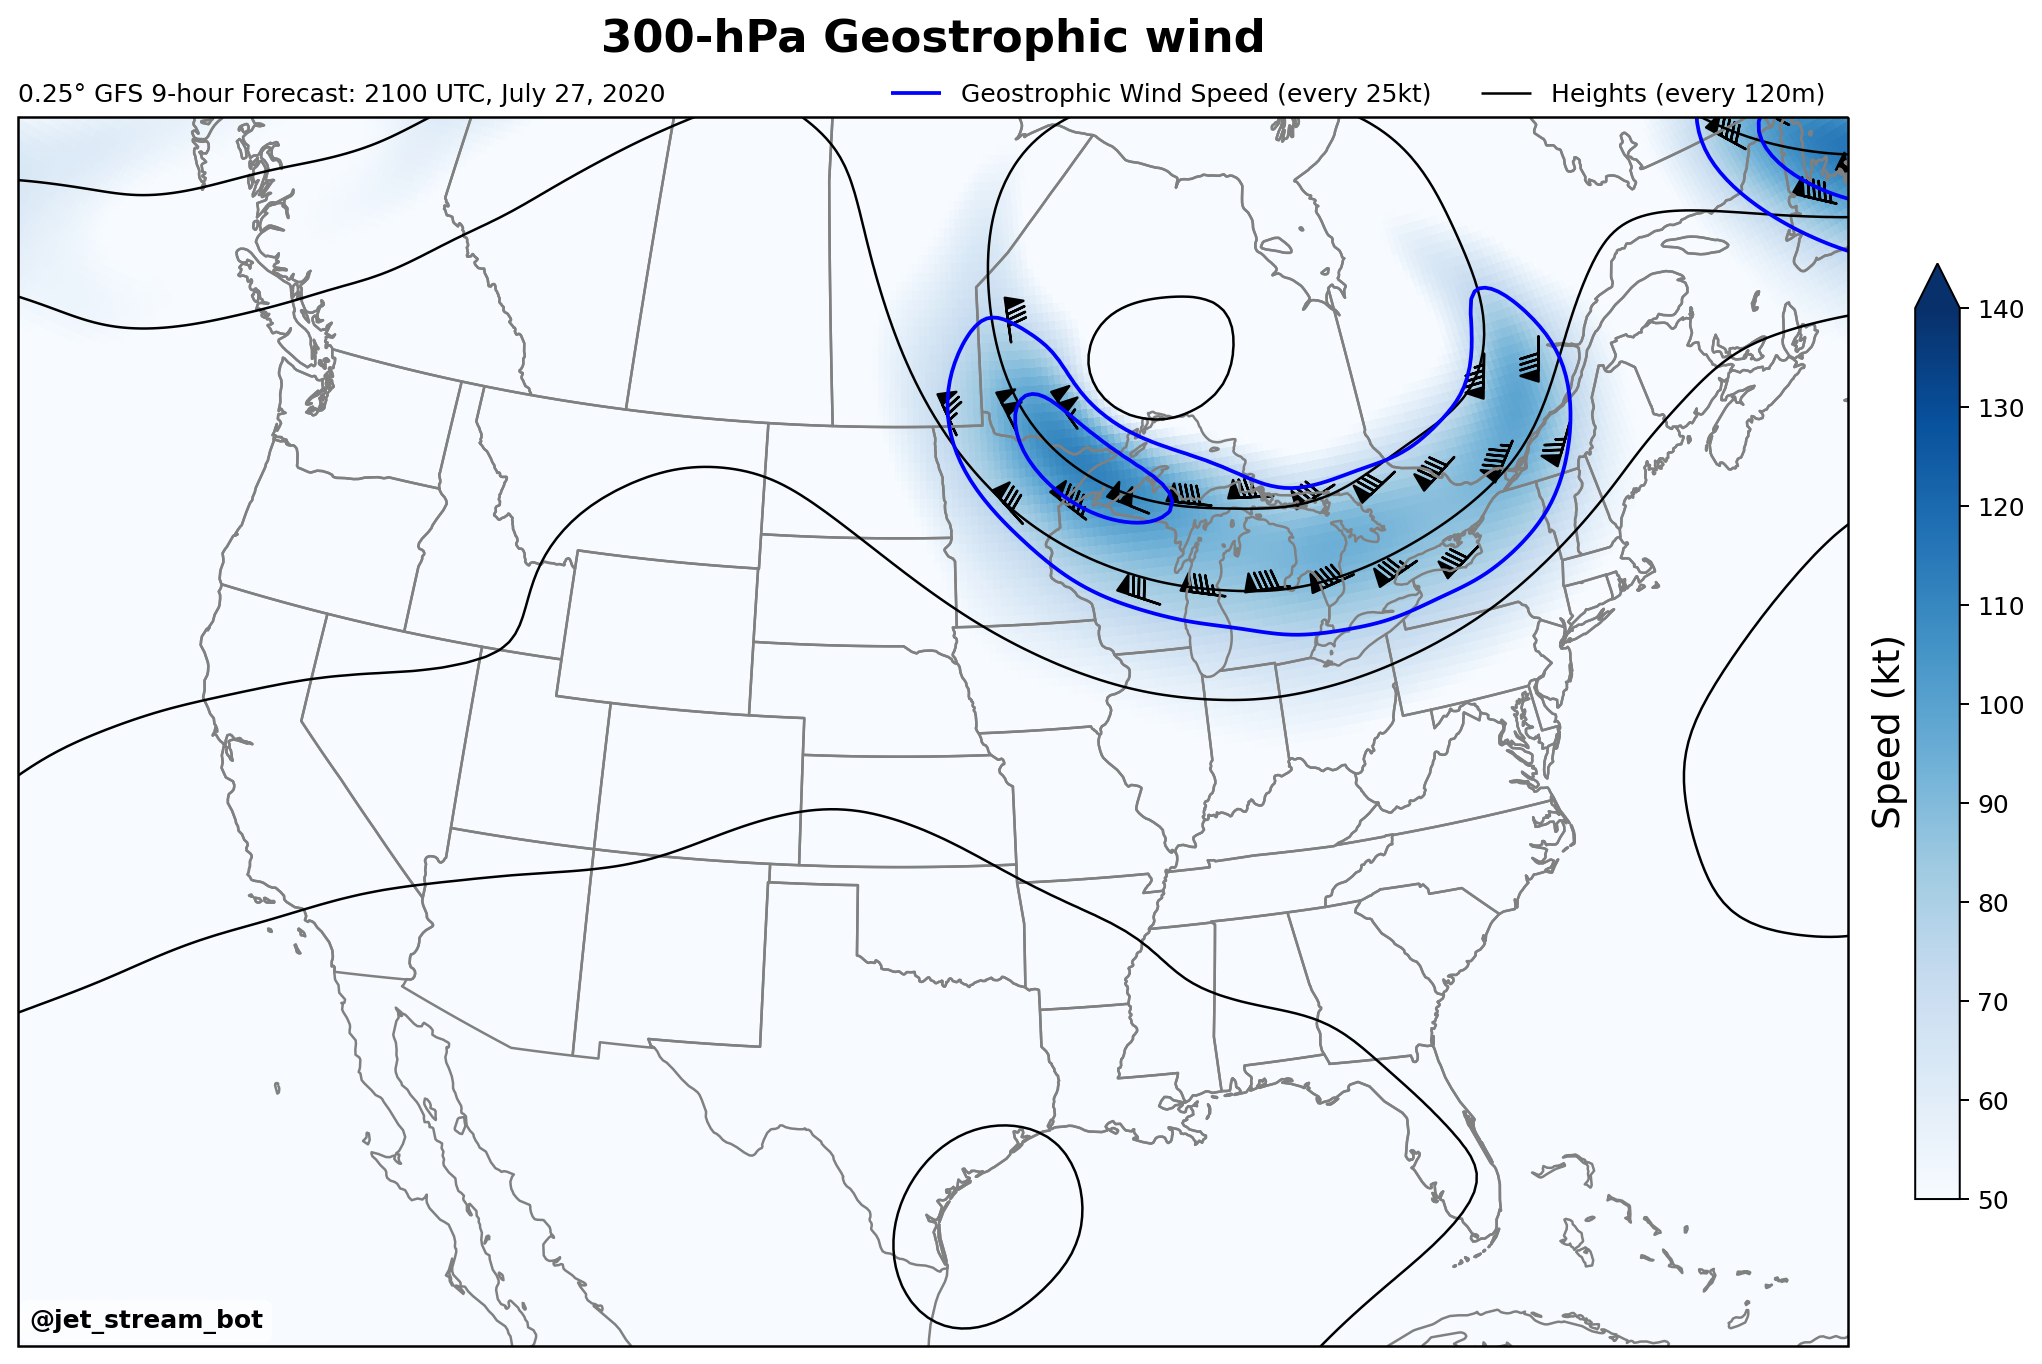 300-hPa Geostrophic wind
0.25° GFS 9-hour Forecast: 2100 UTC, July 27, 2020
Geostrophic Wind Speed (every 25kt)
Heights (every 120m)
140
130
120
110
100
90
80
70
60
50
Speed (kt)
@jet_stream_bot